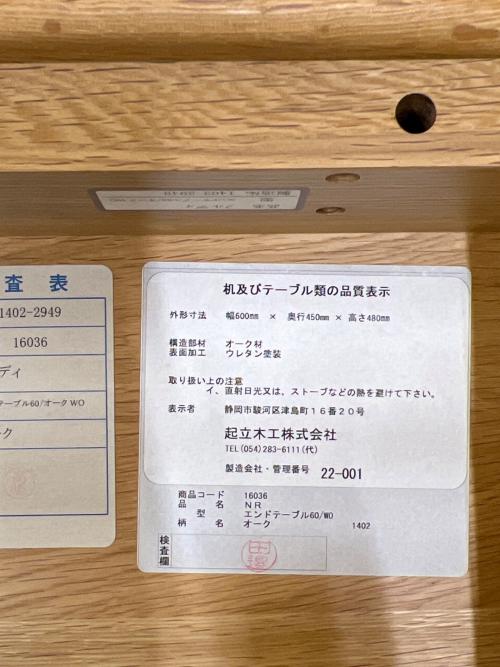 査 表
1402-2949
16036
ディ
テーブル60/オーク WO
ーク
机及びテーブル類の品質表示
外形寸法 幅600mm × 奥行450mm × 高さ480mm
構造部材 オーク材
表面加工 ウレタン塗装
取り扱い上の注意
イ、直射日光又は、ストーブなどの熱を避けて下さい。
表示者 静岡市駿河区津島町16番20号
起立木工株式会社
TEL(054)283-6111(代)
製造会社・管理番号 22-001
商品コード 16036
品 名 NR
型 エンドテーブル60/WO
柄 名 オーク 1402
検査欄